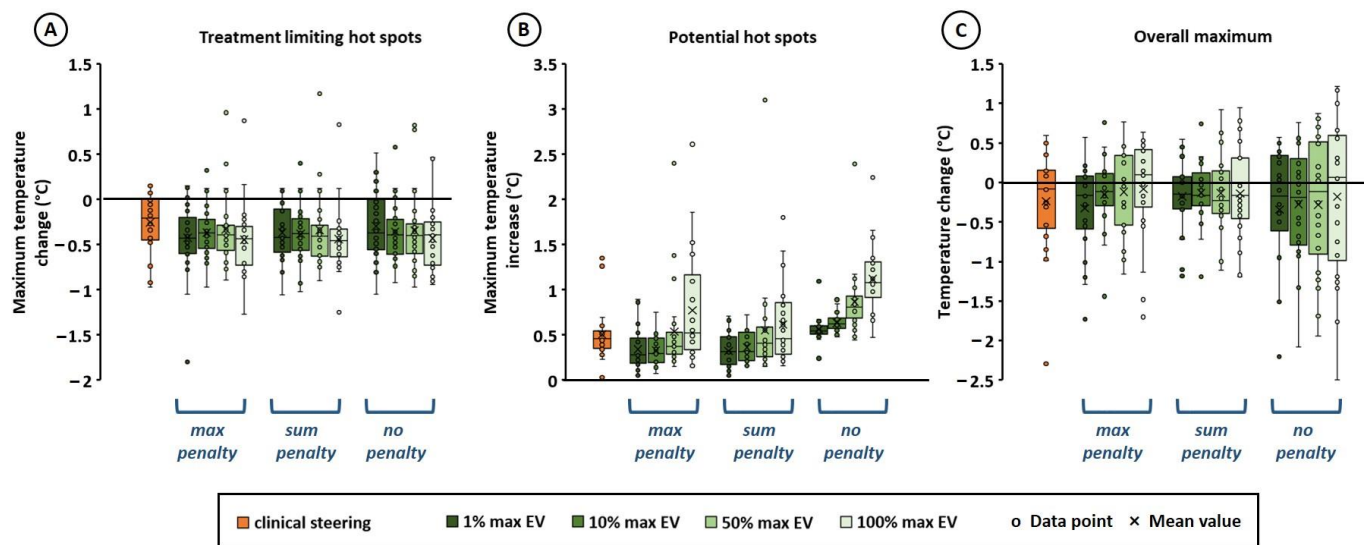 A
Treatment limiting hot spots
Maximum temperature
change (°C)
1.5
1
0.5
0
−0.5
−1
−1.5
−2
max
penalty
sum
penalty
no
penalty
B
Potential hot spots
Maximum temperature
increase (°C)
3.5
3
2.5
2
1.5
1
0.5
0
max
penalty
sum
penalty
no
penalty
C
Overall maximum
Temperature change (°C)
1.5
1
0.5
0
−0.5
−1
−1.5
−2
−2.5
max
penalty
sum
penalty
no
penalty
clinical steering 1% max EV 10% max EV 50% max EV 100% max EV o Data point × Mean value